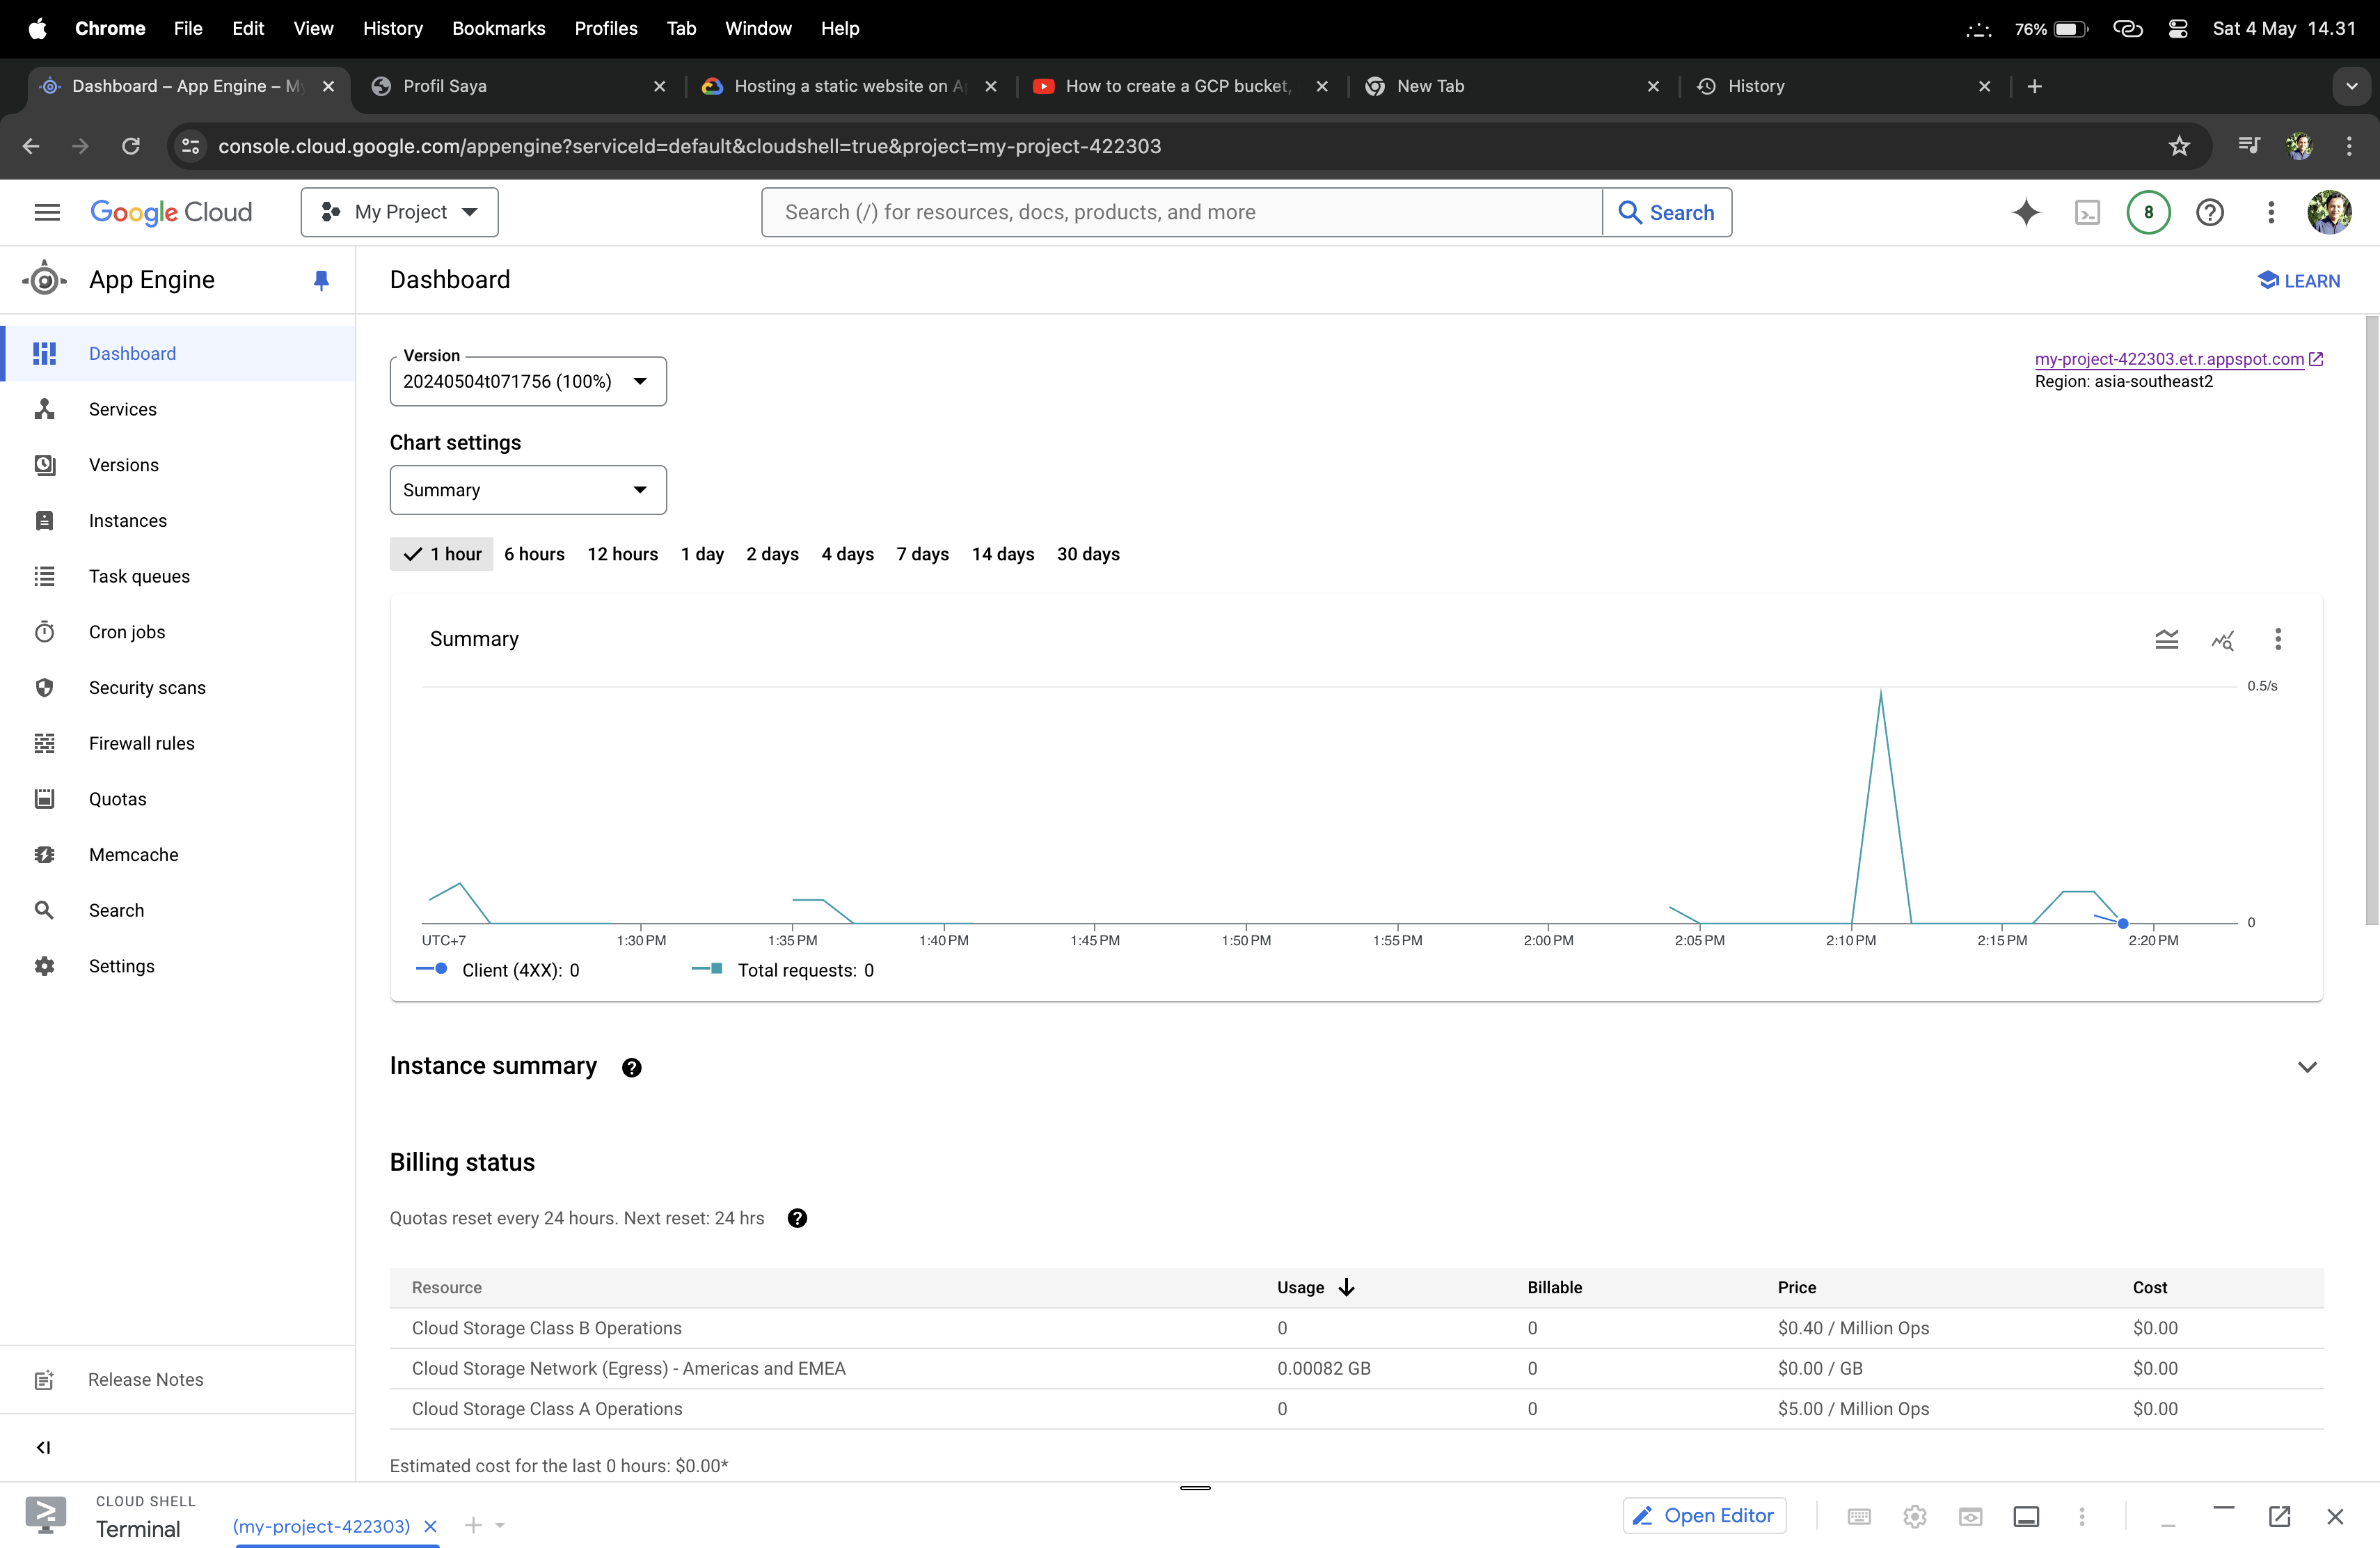 Chrome File Edit View History Bookmarks Profiles Tab Window Help 76% Sat 4 May 14.31
Dashboard – App Engine – My Profil Saya Hosting a static website on A How to create a GCP bucket, New Tab History
console.cloud.google.com/appengine?serviceId=default&cloudshell=true&project=my-project-422303
Google Cloud My Project Search (/) for resources, docs, products, and more Search 8
App Engine
Dashboard
LEARN
Dashboard
Services
Versions
Instances
Task queues
Cron jobs
Security scans
Firewall rules
Quotas
Memcache
Search
Settings
Release Notes
Version
20240504t071756 (100%)
my-project-422303.et.r.appspot.com
Region: asia-southeast2
Chart settings
Summary
1 hour 6 hours 12 hours 1 day 2 days 4 days 7 days 14 days 30 days
Summary
0.5/s
0
UTC+7 1:30 PM 1:35 PM 1:40 PM 1:45 PM 1:50 PM 1:55 PM 2:00 PM 2:05 PM 2:10 PM 2:15 PM 2:20 PM
Client (4XX): 0 Total requests: 0
Instance summary
Billing status
Quotas reset every 24 hours. Next reset: 24 hrs
Resource Usage Billable Price Cost
Cloud Storage Class B Operations 0 0 $0.40 / Million Ops $0.00
Cloud Storage Network (Egress) - Americas and EMEA 0.00082 GB 0 $0.00 / GB $0.00
Cloud Storage Class A Operations 0 0 $5.00 / Million Ops $0.00
Estimated cost for the last 0 hours: $0.00*
CLOUD SHELL
Terminal (my-project-422303) Open Editor